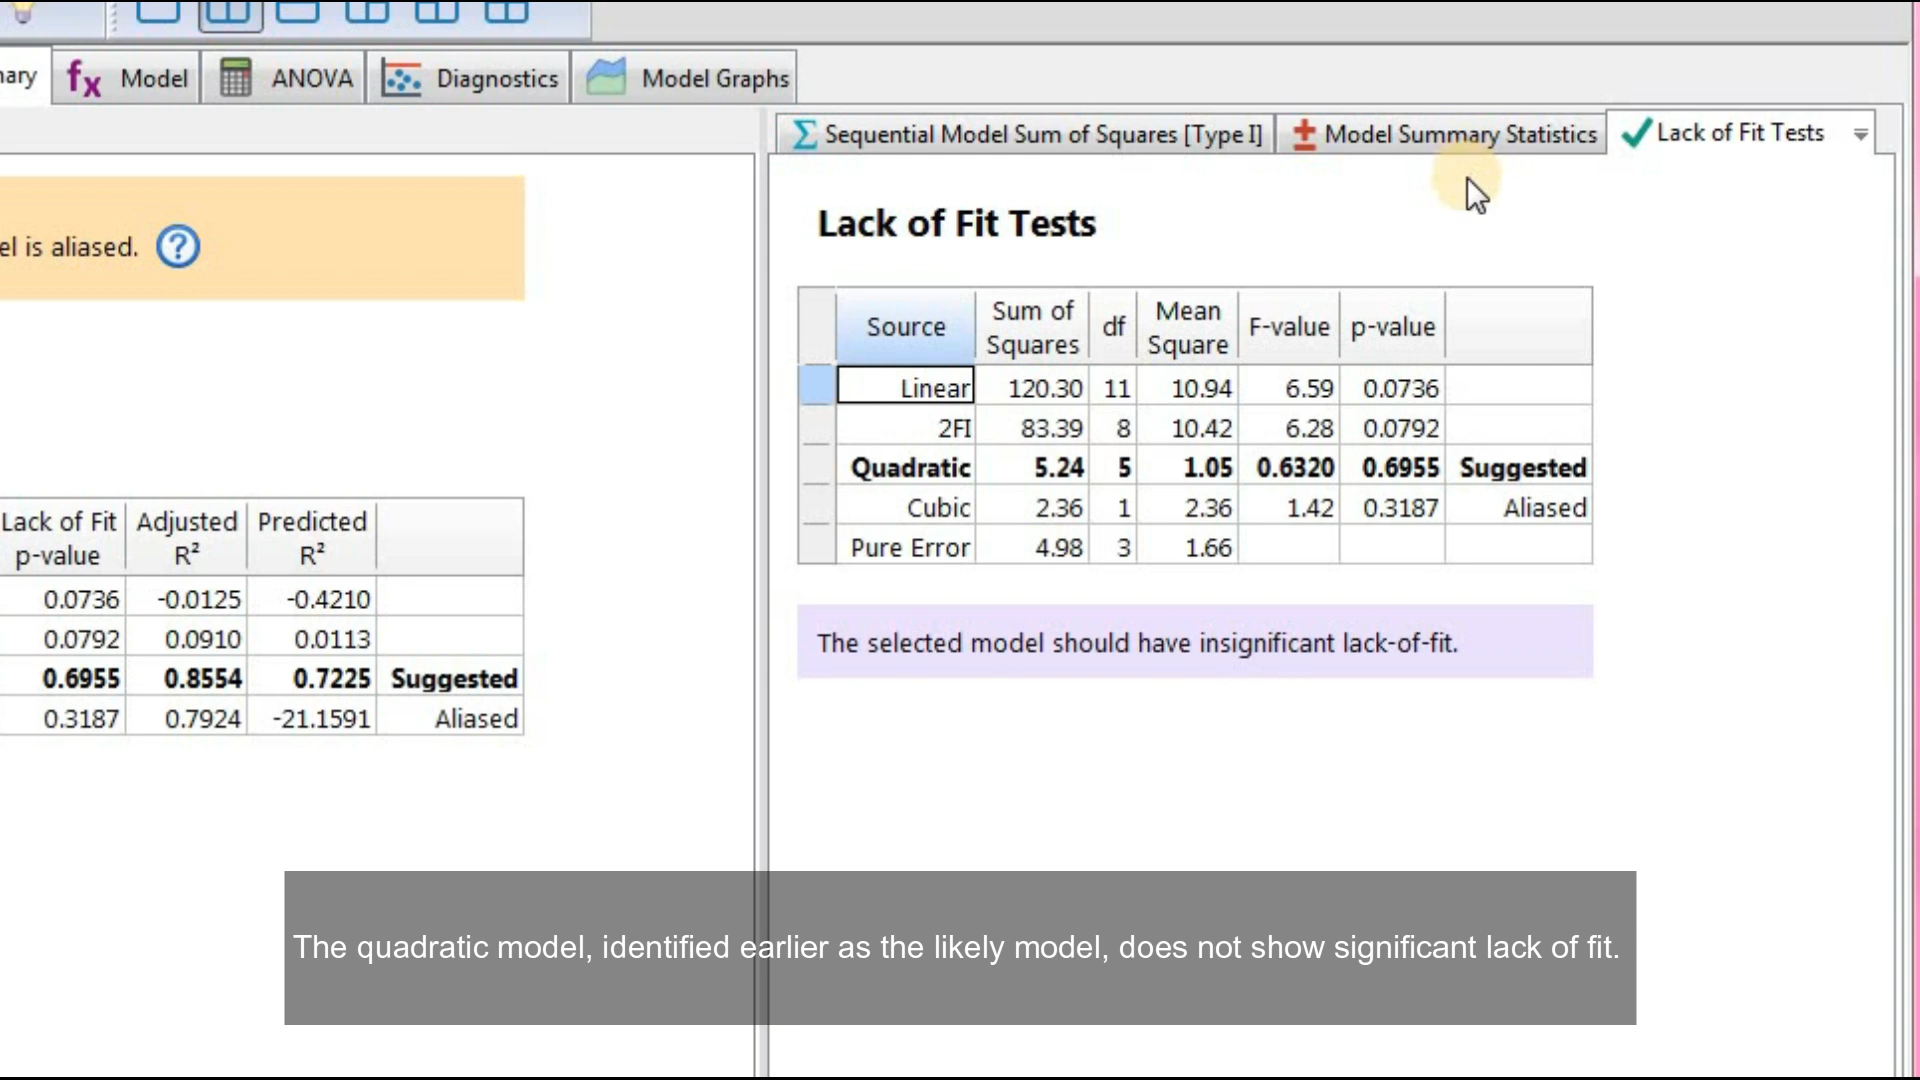 ary Model ANOVA Diagnostics Model Graphs
Sequential Model Sum of Squares [Type I] Model Summary Statistics Lack of Fit Tests
el is aliased.
Lack of Fit Adjusted Predicted
p-value R² R²
0.0736 -0.0125 -0.4210
0.0792 0.0910 0.0113
0.6955 0.8554 0.7225 Suggested
0.3187 0.7924 -21.1591 Aliased
Lack of Fit Tests
Source Sum of Squares df Mean Square F-value p-value
Linear 120.30 11 10.94 6.59 0.0736
2FI 83.39 8 10.42 6.28 0.0792
Quadratic 5.24 5 1.05 0.6320 0.6955 Suggested
Cubic 2.36 1 2.36 1.42 0.3187 Aliased
Pure Error 4.98 3 1.66
The selected model should have insignificant lack-of-fit.
The quadratic model, identified earlier as the likely model, does not show significant lack of fit.